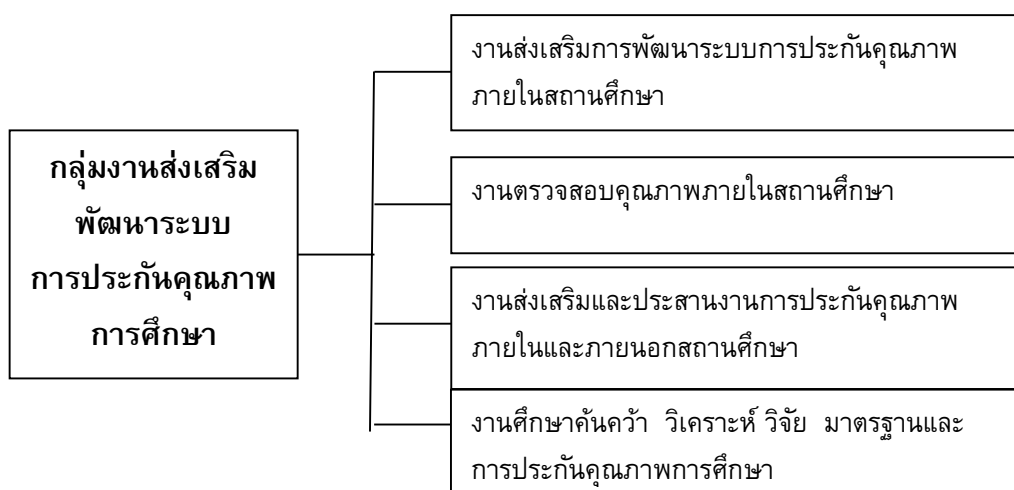 งานส่งเสริมการพัฒนาระบบการประกันคุณภาพ
ภายในสถานศึกษา
กลุ่มงานส่งเสริม
พัฒนาระบบ
การประกันคุณภาพ
การศึกษา
งานตรวจสอบคุณภาพภายในสถานศึกษา
งานส่งเสริมและประสานงานการประกันคุณภาพ
ภายในและภายนอกสถานศึกษา
งานศึกษาค้นคว้า วิเคราะห์ วิจัย มาตรฐานและ
การประกันคุณภาพการศึกษา